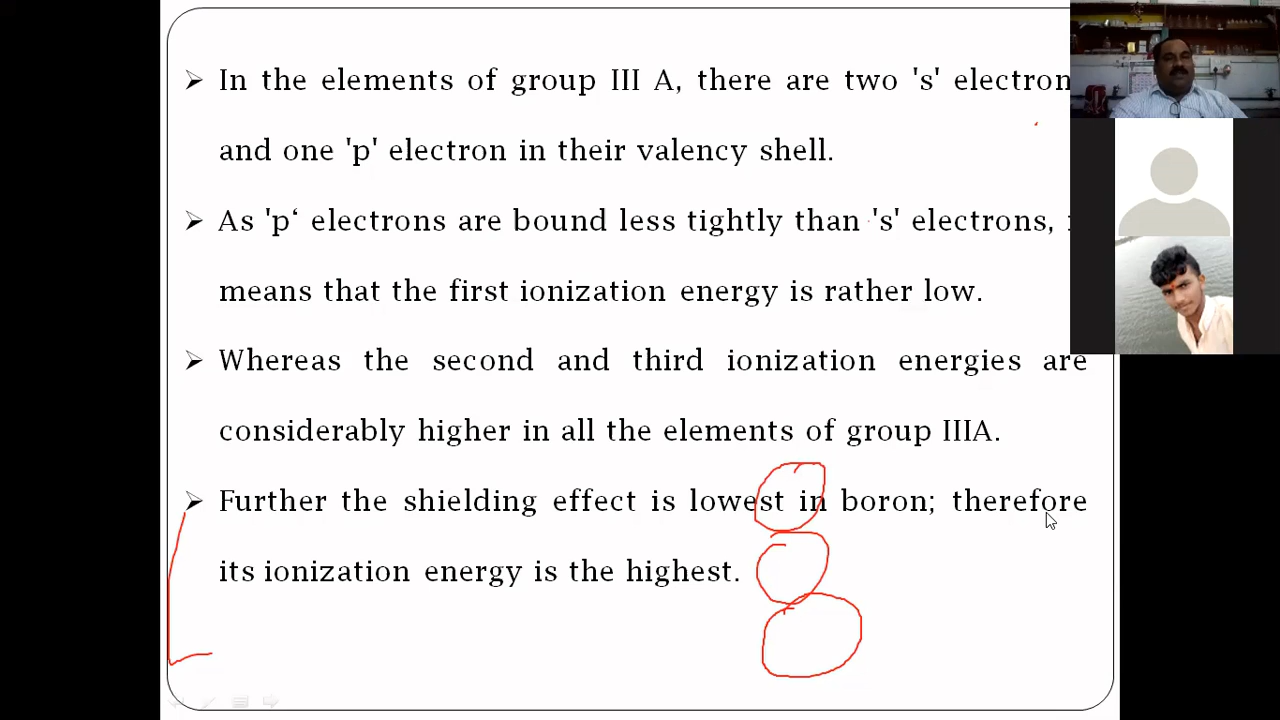 In the elements of group III A, there are two 's' electron
and one 'p' electron in their valency shell.
As 'p‘ electrons are bound less tightly than 's' electrons,
means that the first ionization energy is rather low.
Whereas the second and third ionization energies are
considerably higher in all the elements of group IIIA.
Further the shielding effect is lowest in boron; therefore
its ionization energy is the highest.